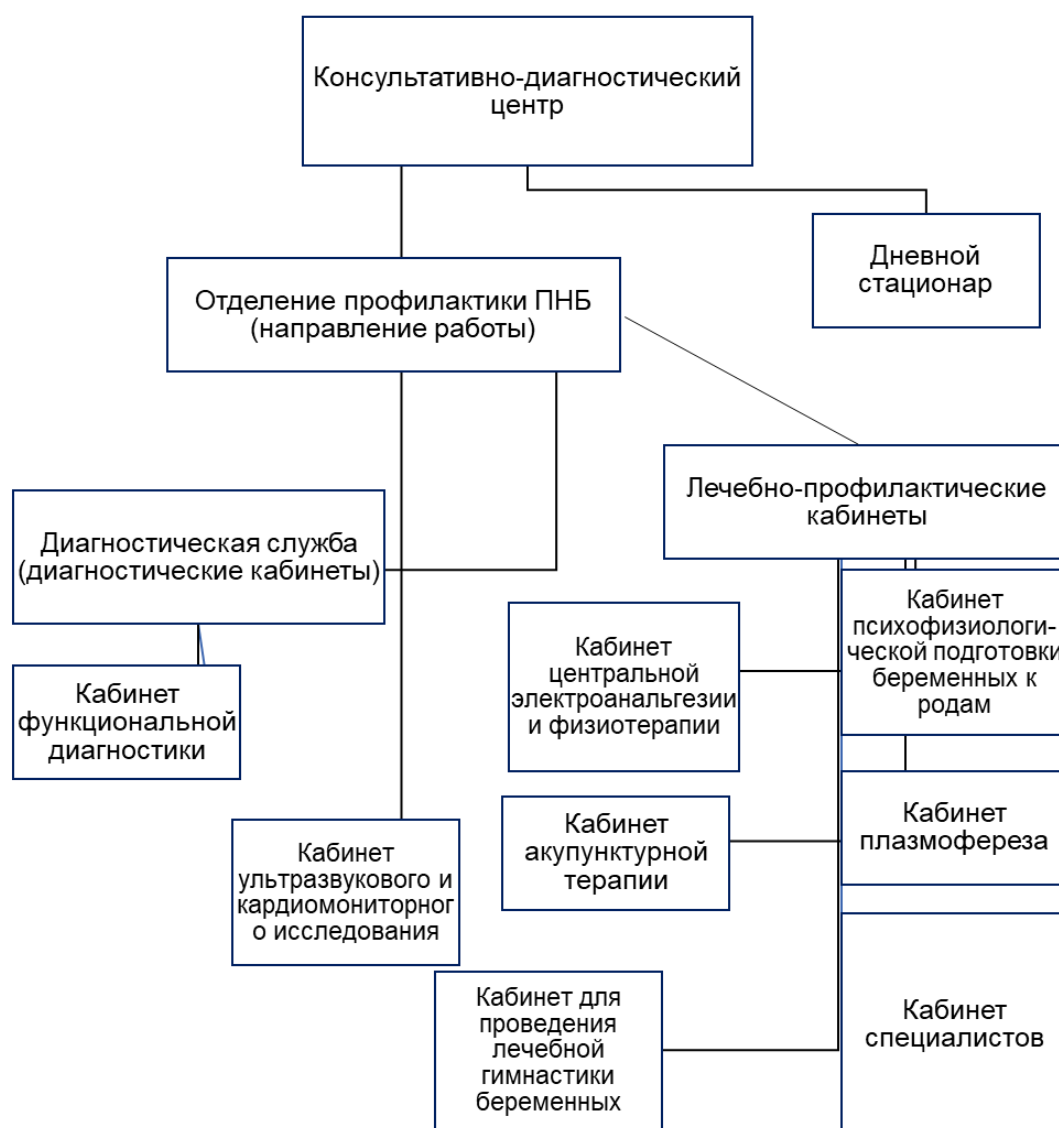 Консультативно-диагностический
центр
Дневной
стационар
Отделение профилактики ПНБ
(направление работы)
Лечебно-профилактические
кабинеты
Диагностическая служба
(диагностические кабинеты)
Кабинет
психофизиологи-
ческой подготовки
беременных к
родам
Кабинет
центральной
электроанальгезии
и физиотерапии
Кабинет
функциональной
диагностики
Кабинет
плазмофереза
Кабинет
акупунктурной
терапии
Кабинет
ультразвукового и
кардиомониторног
о исследования
Кабинет
специалистов
Кабинет для
проведения
лечебной
гимнастики
беременных